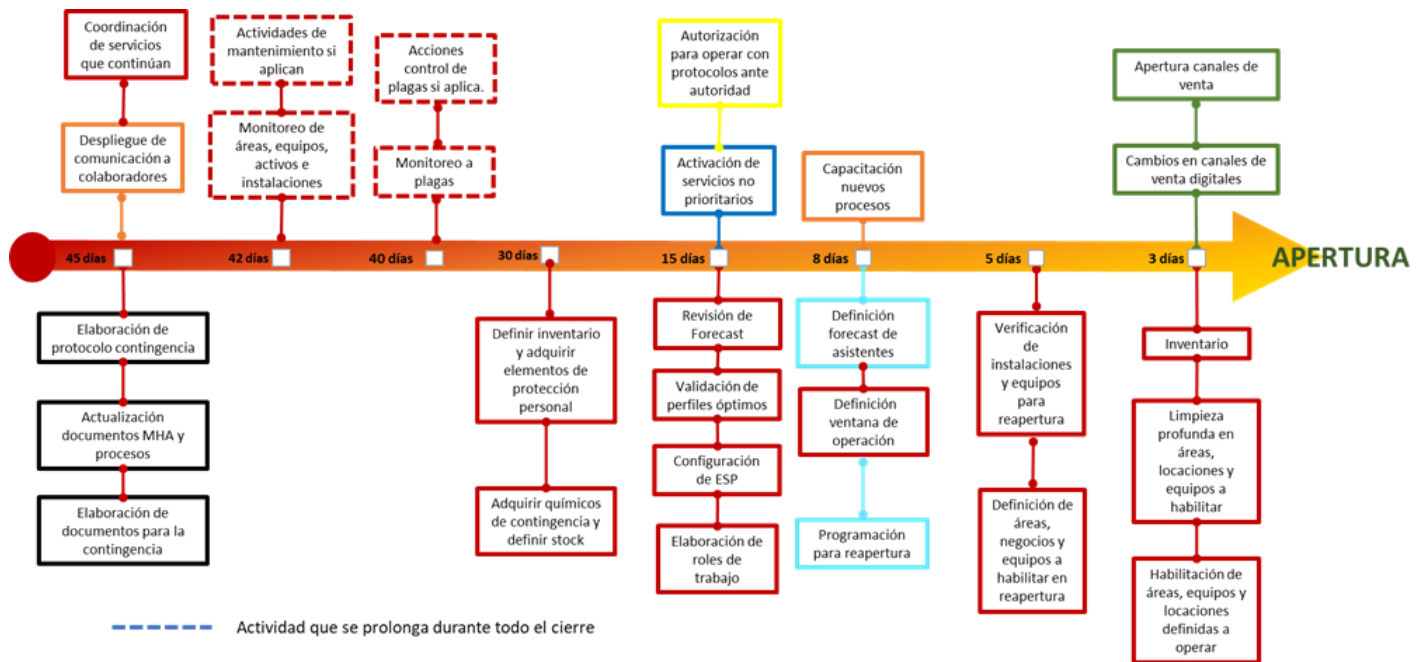 Coordinación
de servicios
que continúan
Despliegue de
comunicación a
colaboradores
Actividades de
mantenimiento si
aplican
Monitoreo de
áreas, equipos,
activos e
instalaciones
Acciones
control de
plagas si aplica.
Monitoreo a
plagas
Autorización
para operar con
protocolos ante
autoridad
Activación de
servicios no
prioritarios
Capacitación
nuevos
procesos
Apertura canales de
venta
Cambios en canales de
venta digitales
45 días
42 días
40 días
30 días
15 días
8 días
5 días
3 días
APERTURA
Elaboración de
protocolo contingencia
Actualización
documentos MHA y
procesos
Elaboración de
documentos para la
contingencia
Definir inventario
y adquirir
elementos de
protección
personal
Adquirir químicos
de contingencia y
definir stock
Revisión de
Forecast
Validación de
perfiles óptimos
Configuración
de ESP
Elaboración de
roles de
trabajo
Definición
forecast de
asistentes
Definición
ventana de
operación
Programación
para reapertura
Verificación
de
instalaciones
y equipos
para
reapertura
Definición de
áreas,
negocios y
equipos a
habilitar en
reapertura
Inventario
Limpieza
profunda en
áreas,
locaciones y
equipos a
habilitar
Habilitación de
áreas, equipos y
locaciones
definidas a
operar
Actividad que se prolonga durante todo el cierre